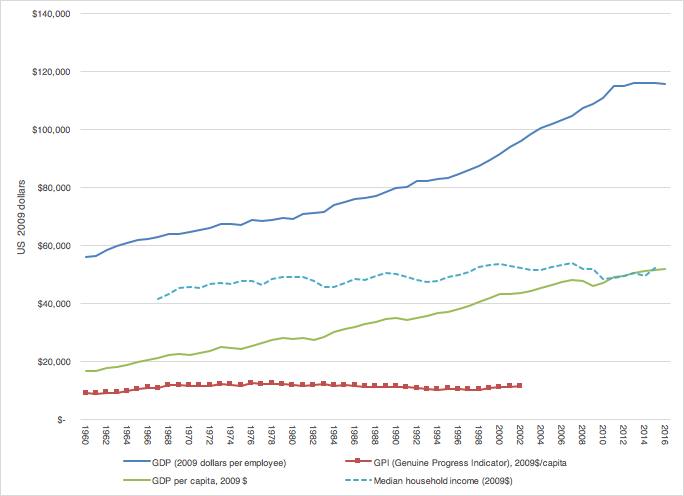 $140,000
$120,000
$100,000
$80,000
$60,000
$40,000
$20,000
$-
US 2009 dollars
1960 1962 1964 1966 1968 1970 1972 1974 1976 1978 1980 1982 1984 1986 1988 1990 1992 1994 1996 1998 2000 2002 2004 2006 2008 2010 2012 2014 2016
GDP (2009 dollars per employee) GPI (Genuine Progress Indicator), 2009$/capita
GDP per capita, 2009 $ Median household income (2009$)